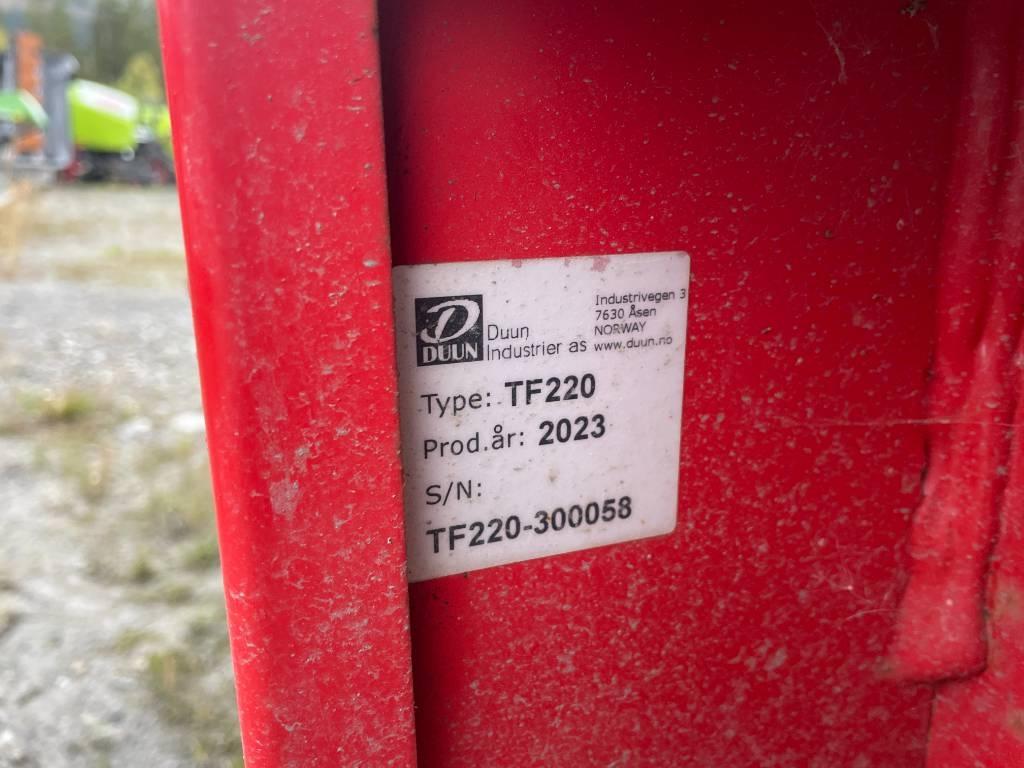 DUUN
Duun
Industrier as
Industrivegen 3
7630 Åsen
NORWAY
www.duun.no
Type: TF220
Prod.år: 2023
S/N:
TF220-300058